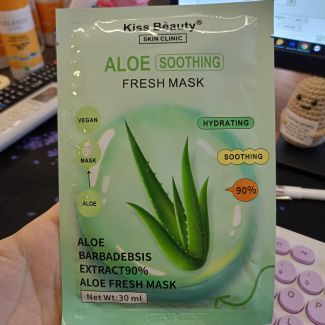 Kiss Beauty®
SKIN CLINIC
ALOE SOOTHING
FRESH MASK
VEGAN
HYDRATING
MASK
SOOTHING
90%
ALOE
ALOE
BARBADEBSIS
EXTRACT90%
ALOE FRESH MASK
Net Wt:30 ml